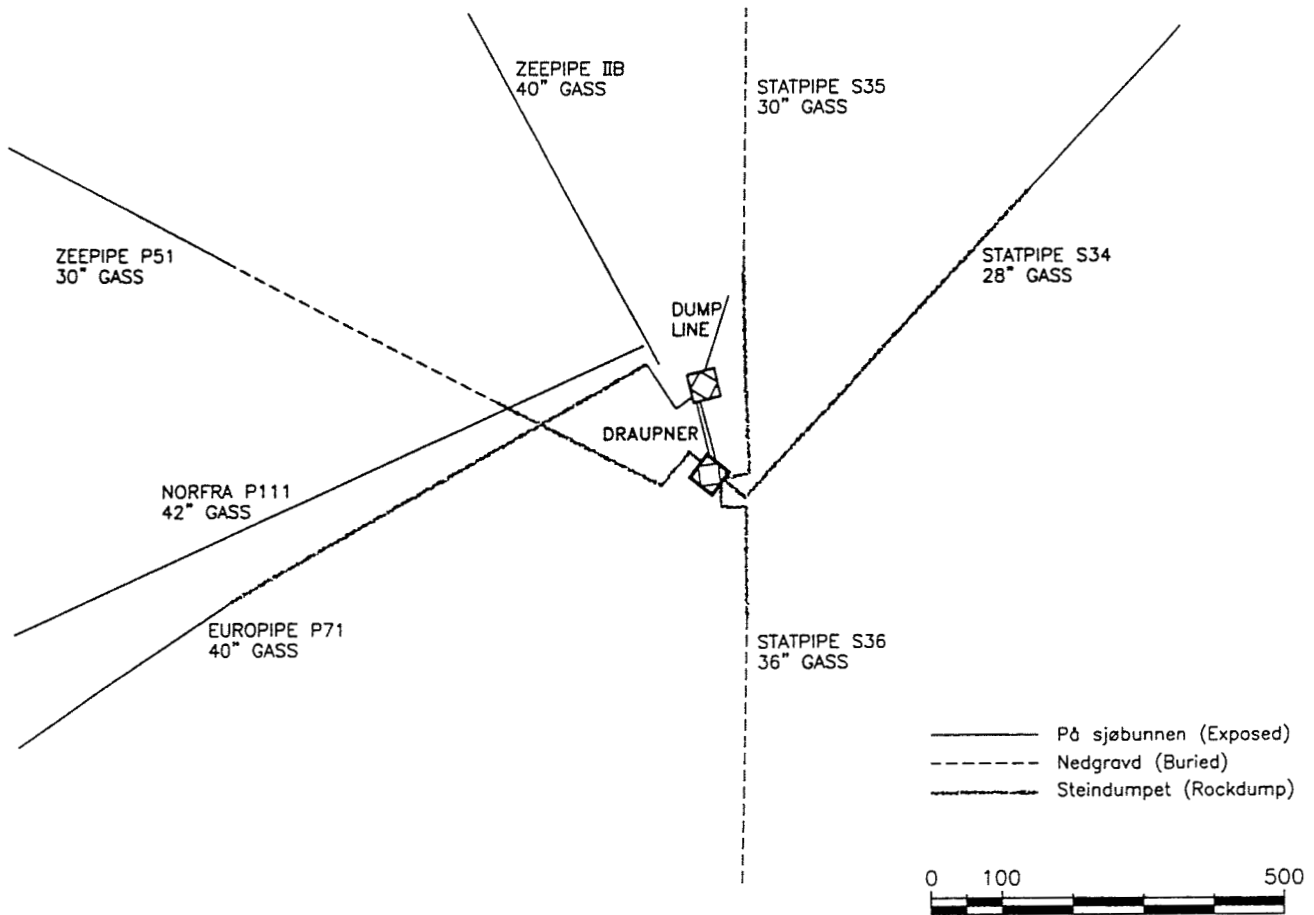 ZEEPIPE IIB
40" GASS
STATPIPE S35
30" GASS
ZEEPIPE P51
30" GASS
STATPIPE S34
28" GASS
DUMP
LINE
DRAUPNER
NORFRA P111
42" GASS
EUROPIPE P71
40" GASS
STATPIPE S36
36" GASS
På sjøbunnen (Exposed)
Nedgravd (Buried)
Steindumpet (Rockdump)
0 100 500